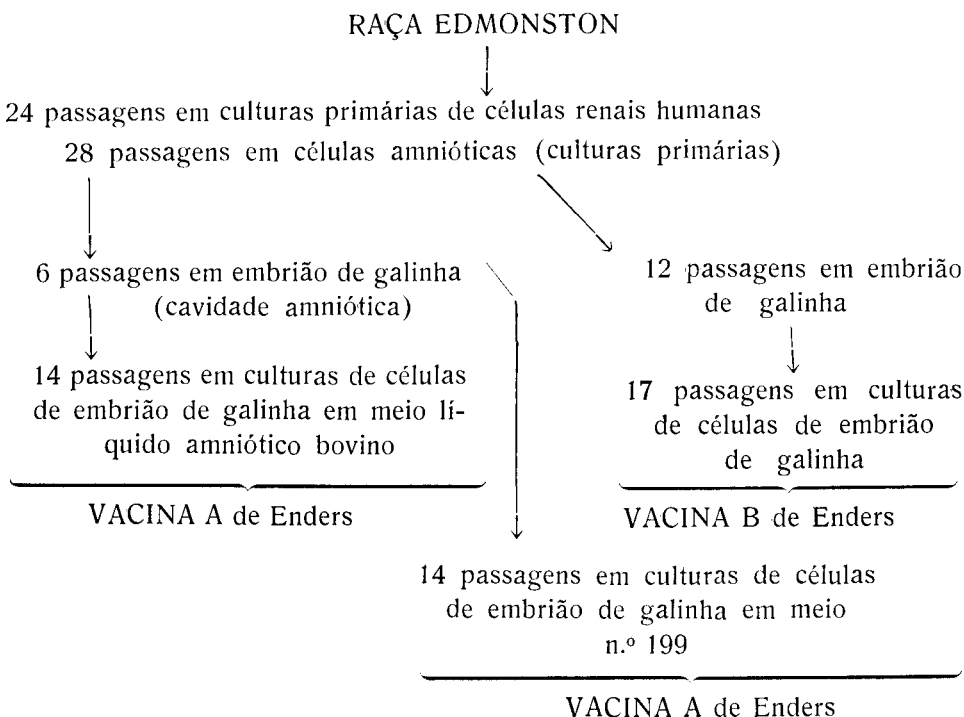 RAÇA EDMONSTON
24 passagens em culturas primárias de células renais humanas
28 passagens em células amnióticas (culturas primárias)
6 passagens em embrião de galinha
(cavidade amniótica)
14 passagens em culturas de células
de embrião de galinha em meio lí-
quido amniótico bovino
VACINA A de Enders
12 passagens em embrião
de galinha
17 passagens em culturas
de células de embrião
de galinha
VACINA B de Enders
14 passagens em culturas de células
de embrião de galinha em meio
n.º 199
VACINA A de Enders